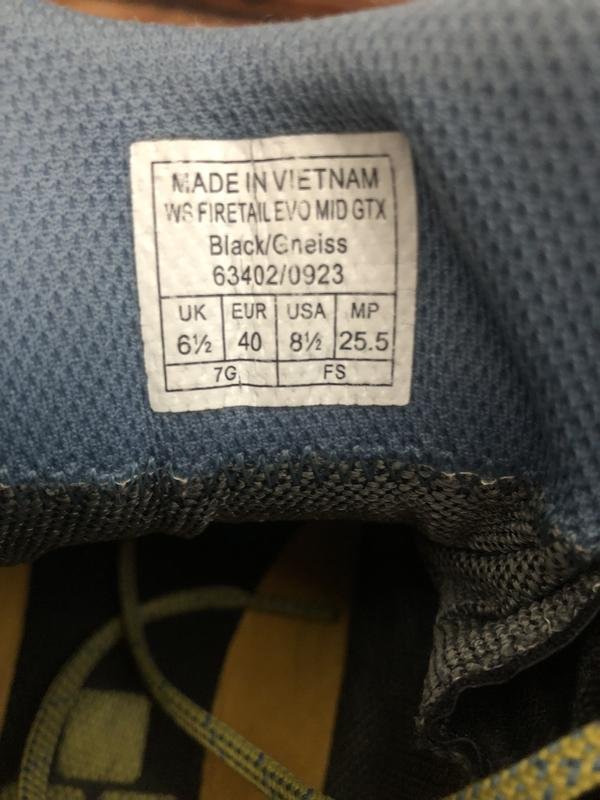 MADE IN VIETNAM
WS FIRETAIL EVO MID GTX
Black/Gneiss
63402/0923
UK EUR USA MP
6½ 40 8½ 25.5
7G FS